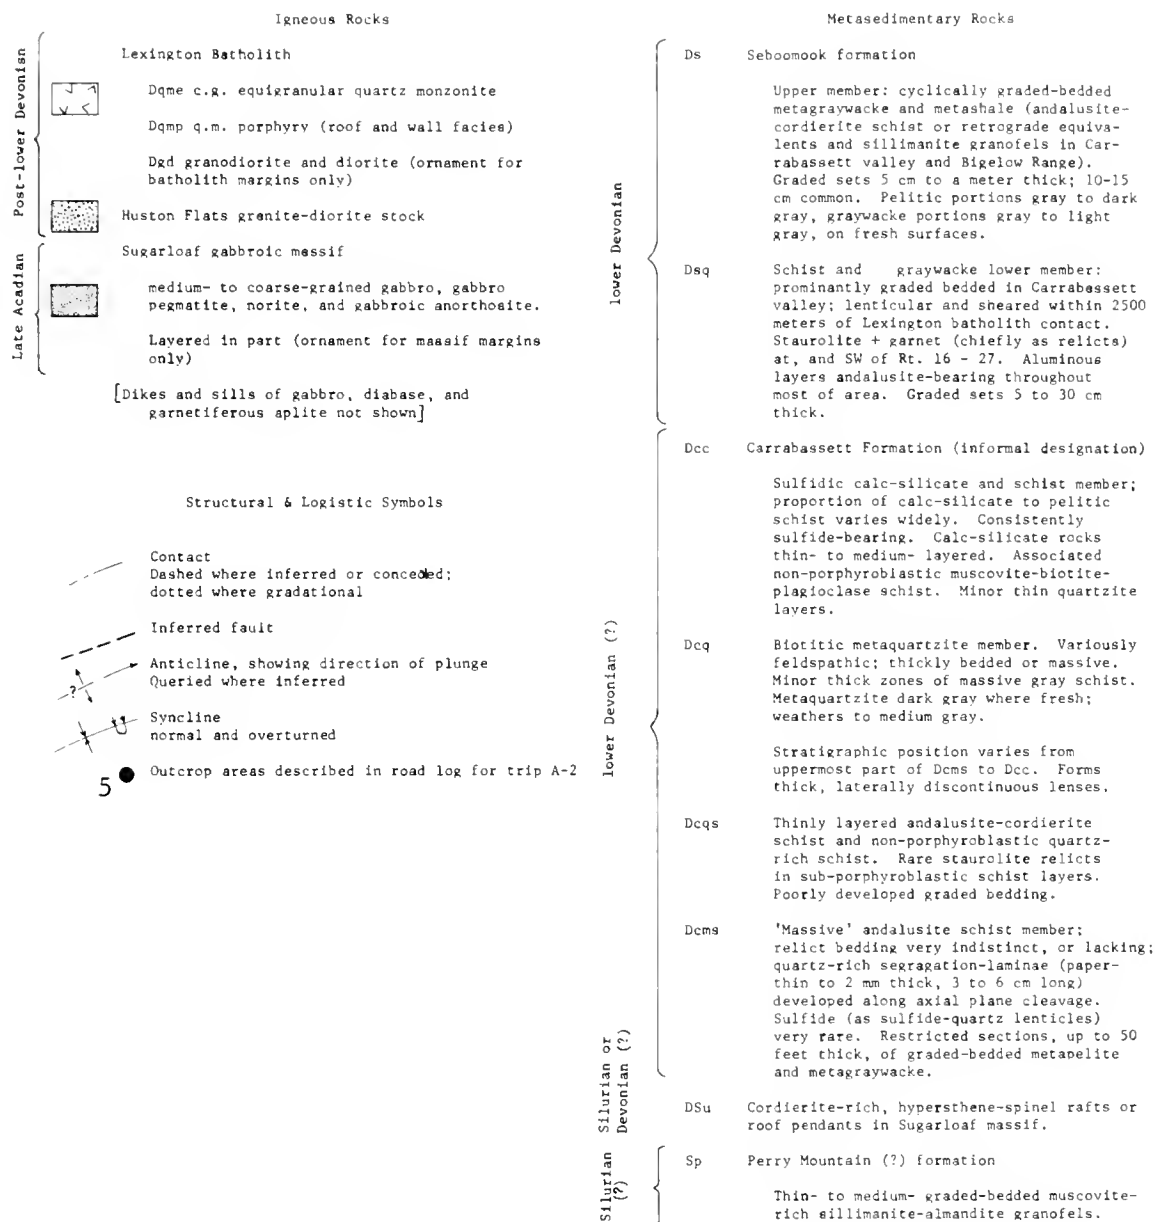 Igneous Rocks
Post-lower Devonisn
Lexington Batholith
Dqme c.g. equigranular quartz monzonite
Dqmp q.m. porphyry (roof and wall facies)
Dgd granodiorite and diorite (ornament for
batholith margins only)
Huston Flats grenite-diorite stock
Late Acadian
Sugarloaf gabbroic messif
medium- to coarse-grained gabbro, gabbro
pegmatite, norite, and gabbroic anorthosite.
Layered in part (ornament for massif margins
only)
[Dikes and sills of gabbro, diabase, and
garnetiferous aplite not shown]
Structural & Logistic Symbols
Contact
Dashed where inferred or conceded;
dotted where gradational
Inferred fault
?
Anticline, showing direction of plunge
Queried where inferred
Syncline
normal and overturned
5 Outcrop areas described in road log for trip A-2
Metasedimentary Rocks
lower Devonian
Ds Seboomook formation
Upper member: cyclically graded-bedded
metagraywacke and metashale (andalusite-
cordierite schist or retrograde equiva-
lents and sillimanite granofels in Car-
rabassett valley and Bigelow Range).
Graded sets 5 cm to a meter thick; 10-15
cm common. Pelitic portions gray to dark
gray, graywacke portions gray to light
gray, on fresh surfaces.
Dsq Schist and graywacke lower member:
prominantly graded bedded in Carrabassett
valley; lenticular and sheared within 2500
meters of Lexington batholith contact.
Staurolite + garnet (chiefly as relicts)
at, and SW of Rt. 16 - 27. Aluminous
layers andalusite-bearing throughout
most of area. Graded sets 5 to 30 cm
thick.
lower Devonian (?)
Dcc Carrabassett Formation (informal designation)
Sulfidic calc-silicate and schist member;
proportion of calc-silicate to pelitic
schist varies widely. Consistently
sulfide-bearing. Calc-silicate rocks
thin- to medium- layered. Associated
non-porphyroblastic muscovite-biotite-
plagioclase schist. Minor thin quartzite
layers.
Dcq Biotitic metaquartzite member. Variously
feldspathic; thickly bedded or massive.
Minor thick zones of massive gray schist.
Metaquartzite dark gray where fresh;
weathers to medium gray.
Stratigraphic position varies from
uppermost part of Dcms to Dcc. Forms
thick, laterally discontinuous lenses.
Dcqs Thinly layered andalusite-cordierite
schist and non-porphyroblastic quartz-
rich schist. Rare staurolite relicts
in sub-porphyroblastic schist layers.
Poorly developed graded bedding.
Dcms 'Massive' andalusite schist member;
relict bedding very indistinct, or lacking;
quartz-rich segragation-laminae (paper-
thin to 2 mm thick, 3 to 6 cm long)
developed along axial plane cleavage.
Sulfide (as sulfide-quartz lenticles)
very rare. Restricted sections, up to 50
feet thick, of graded-bedded metapelite
and metagraywacke.
Silurian or
Devonian (?)
DSu Cordierite-rich, hypersthene-spinel rafts or
roof pendants in Sugarloaf massif.
Silurian
(?)
Sp Perry Mountain (?) formation
Thin- to medium- graded-bedded muscovite-
rich sillimanite-almandite granofels.